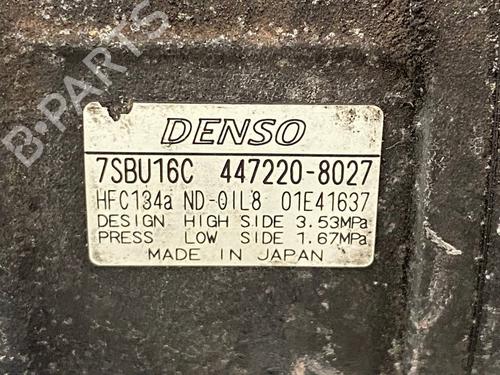 B-PARTS
DENSO
7SBU16C 447220-8027
HFC134a ND-OIL8 01E41637
DESIGN HIGH SIDE 3.53MPa
PRESS LOW SIDE 1.67MPa
MADE IN JAPAN